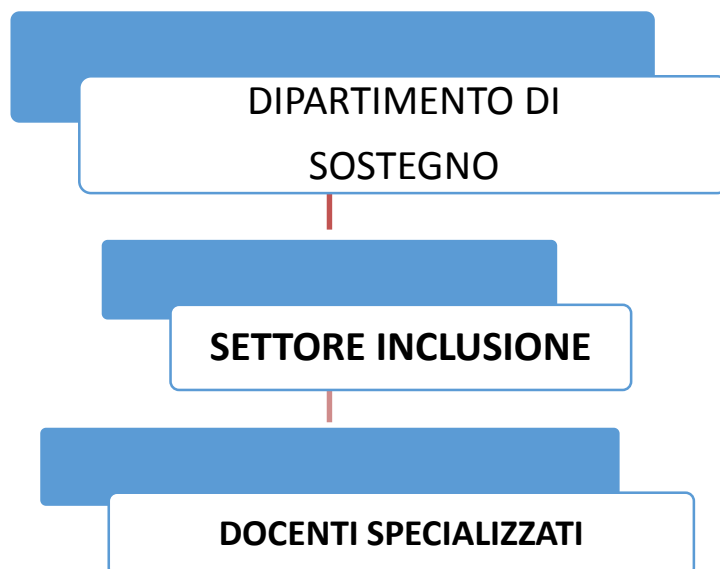 DIPARTIMENTO DI
SOSTEGNO
SETTORE INCLUSIONE
DOCENTI SPECIALIZZATI